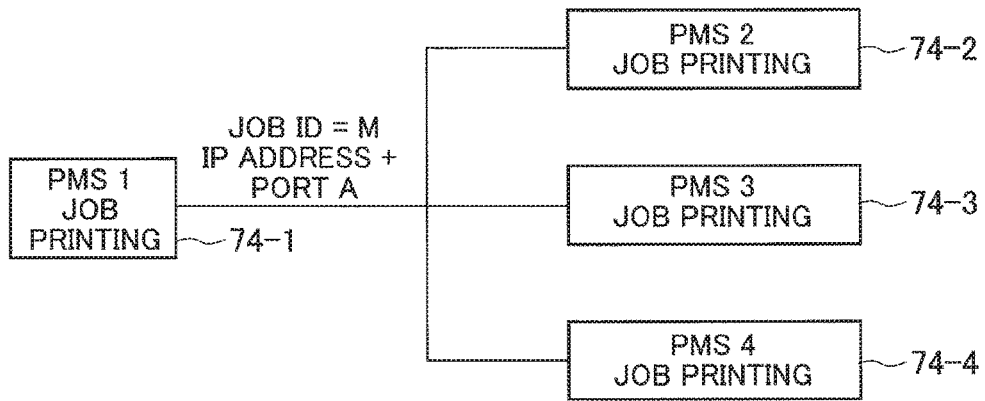 PMS 2
JOB PRINTING
74-2
JOB ID = M
IP ADDRESS +
PORT A
PMS 1
JOB
PRINTING
74-1
PMS 3
JOB PRINTING
74-3
PMS 4
JOB PRINTING
74-4